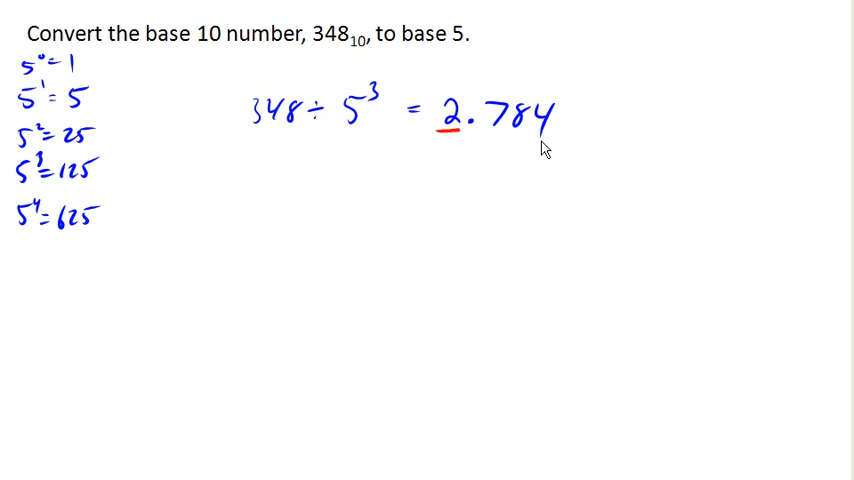 Convert the base 10 number, 348₁₀, to base 5.
5⁰=1
5¹=5
5²=25
5³=125
5⁴=625
348÷5³ = 2.784